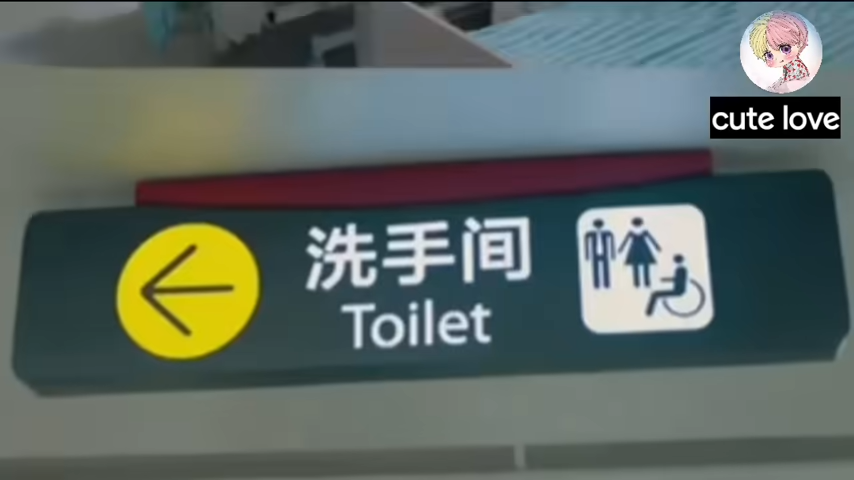 cute love
洗手间
Toilet